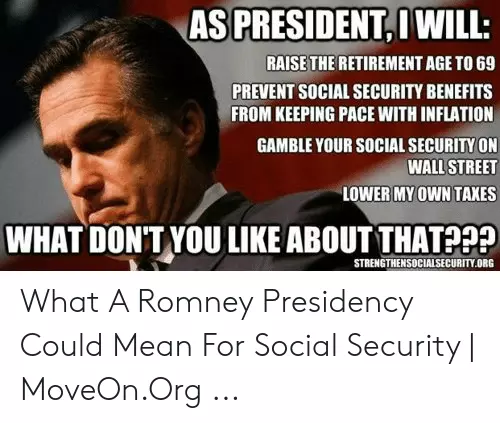 AS PRESIDENT, I WILL:
RAISE THE RETIREMENT AGE TO 69
PREVENT SOCIAL SECURITY BENEFITS
FROM KEEPING PACE WITH INFLATION
GAMBLE YOUR SOCIAL SECURITY ON
WALL STREET
LOWER MY OWN TAXES
WHAT DON'T YOU LIKE ABOUT THAT???
STRENGTHENSOCIALSECURITY.ORG
What A Romney Presidency
Could Mean For Social Security |
MoveOn.Org ...